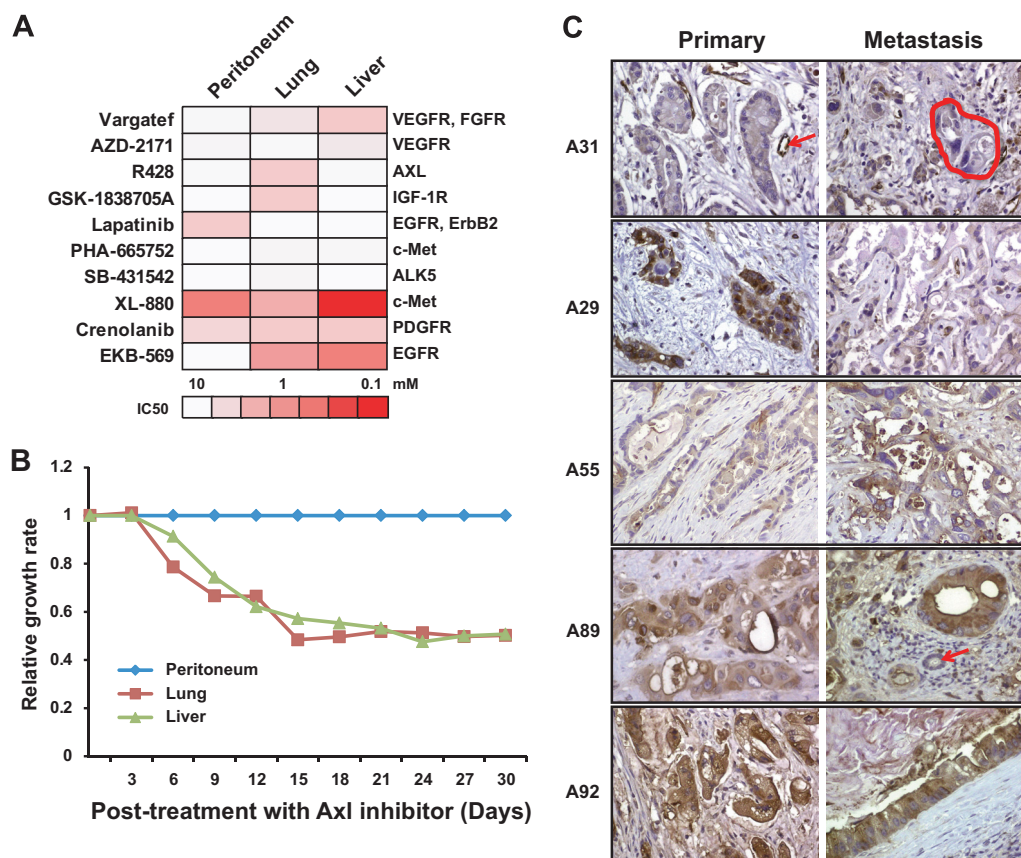 A
Peritoneum
Lung
Liver
Vargatef VEGFR, FGFR
AZD-2171 VEGFR
R428 AXL
GSK-1838705A IGF-1R
Lapatinib EGFR, ErbB2
PHA-665752 c-Met
SB-431542 ALK5
XL-880 c-Met
Crenolanib PDGFR
EKB-569 EGFR
10 1 0.1 mM
IC50
B
1.2
1
0.8
0.6
0.4
0.2
0
Relative growth rate
Peritoneum
Lung
Liver
3 6 9 12 15 18 21 24 27 30
Post-treatment with Axl inhibitor (Days)
C
Primary Metastasis
A31
A29
A55
A89
A92